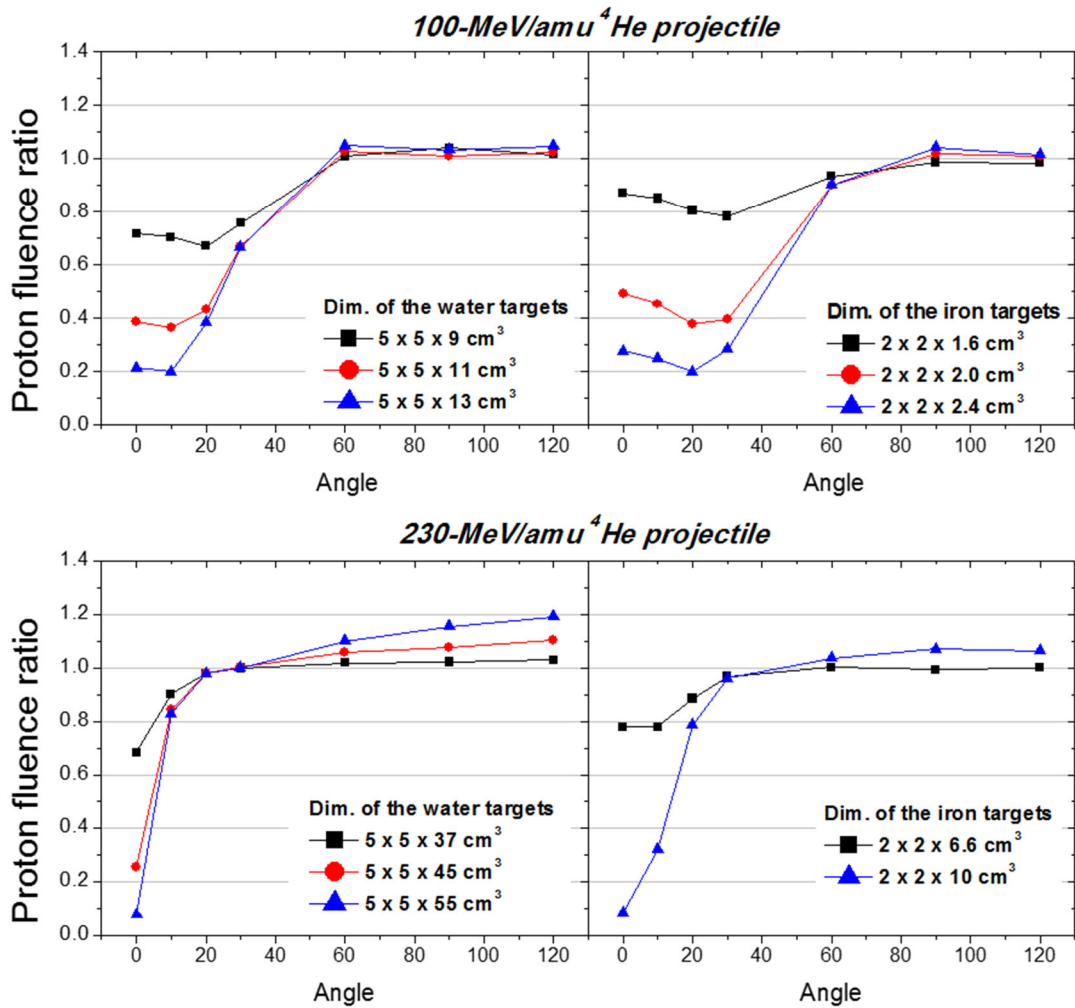 100-MeV/amu ⁴He projectile
Proton fluence ratio
1.4
1.2
1.0
0.8
0.6
0.4
0.2
0.0
Dim. of the water targets
5 x 5 x 9 cm³
5 x 5 x 11 cm³
5 x 5 x 13 cm³
0 20 40 60 80 100 120
Angle
Dim. of the iron targets
2 x 2 x 1.6 cm³
2 x 2 x 2.0 cm³
2 x 2 x 2.4 cm³
0 20 40 60 80 100 120
Angle
230-MeV/amu ⁴He projectile
Proton fluence ratio
1.4
1.2
1.0
0.8
0.6
0.4
0.2
0.0
Dim. of the water targets
5 x 5 x 37 cm³
5 x 5 x 45 cm³
5 x 5 x 55 cm³
0 20 40 60 80 100 120
Angle
Dim. of the iron targets
2 x 2 x 6.6 cm³
2 x 2 x 10 cm³
0 20 40 60 80 100 120
Angle